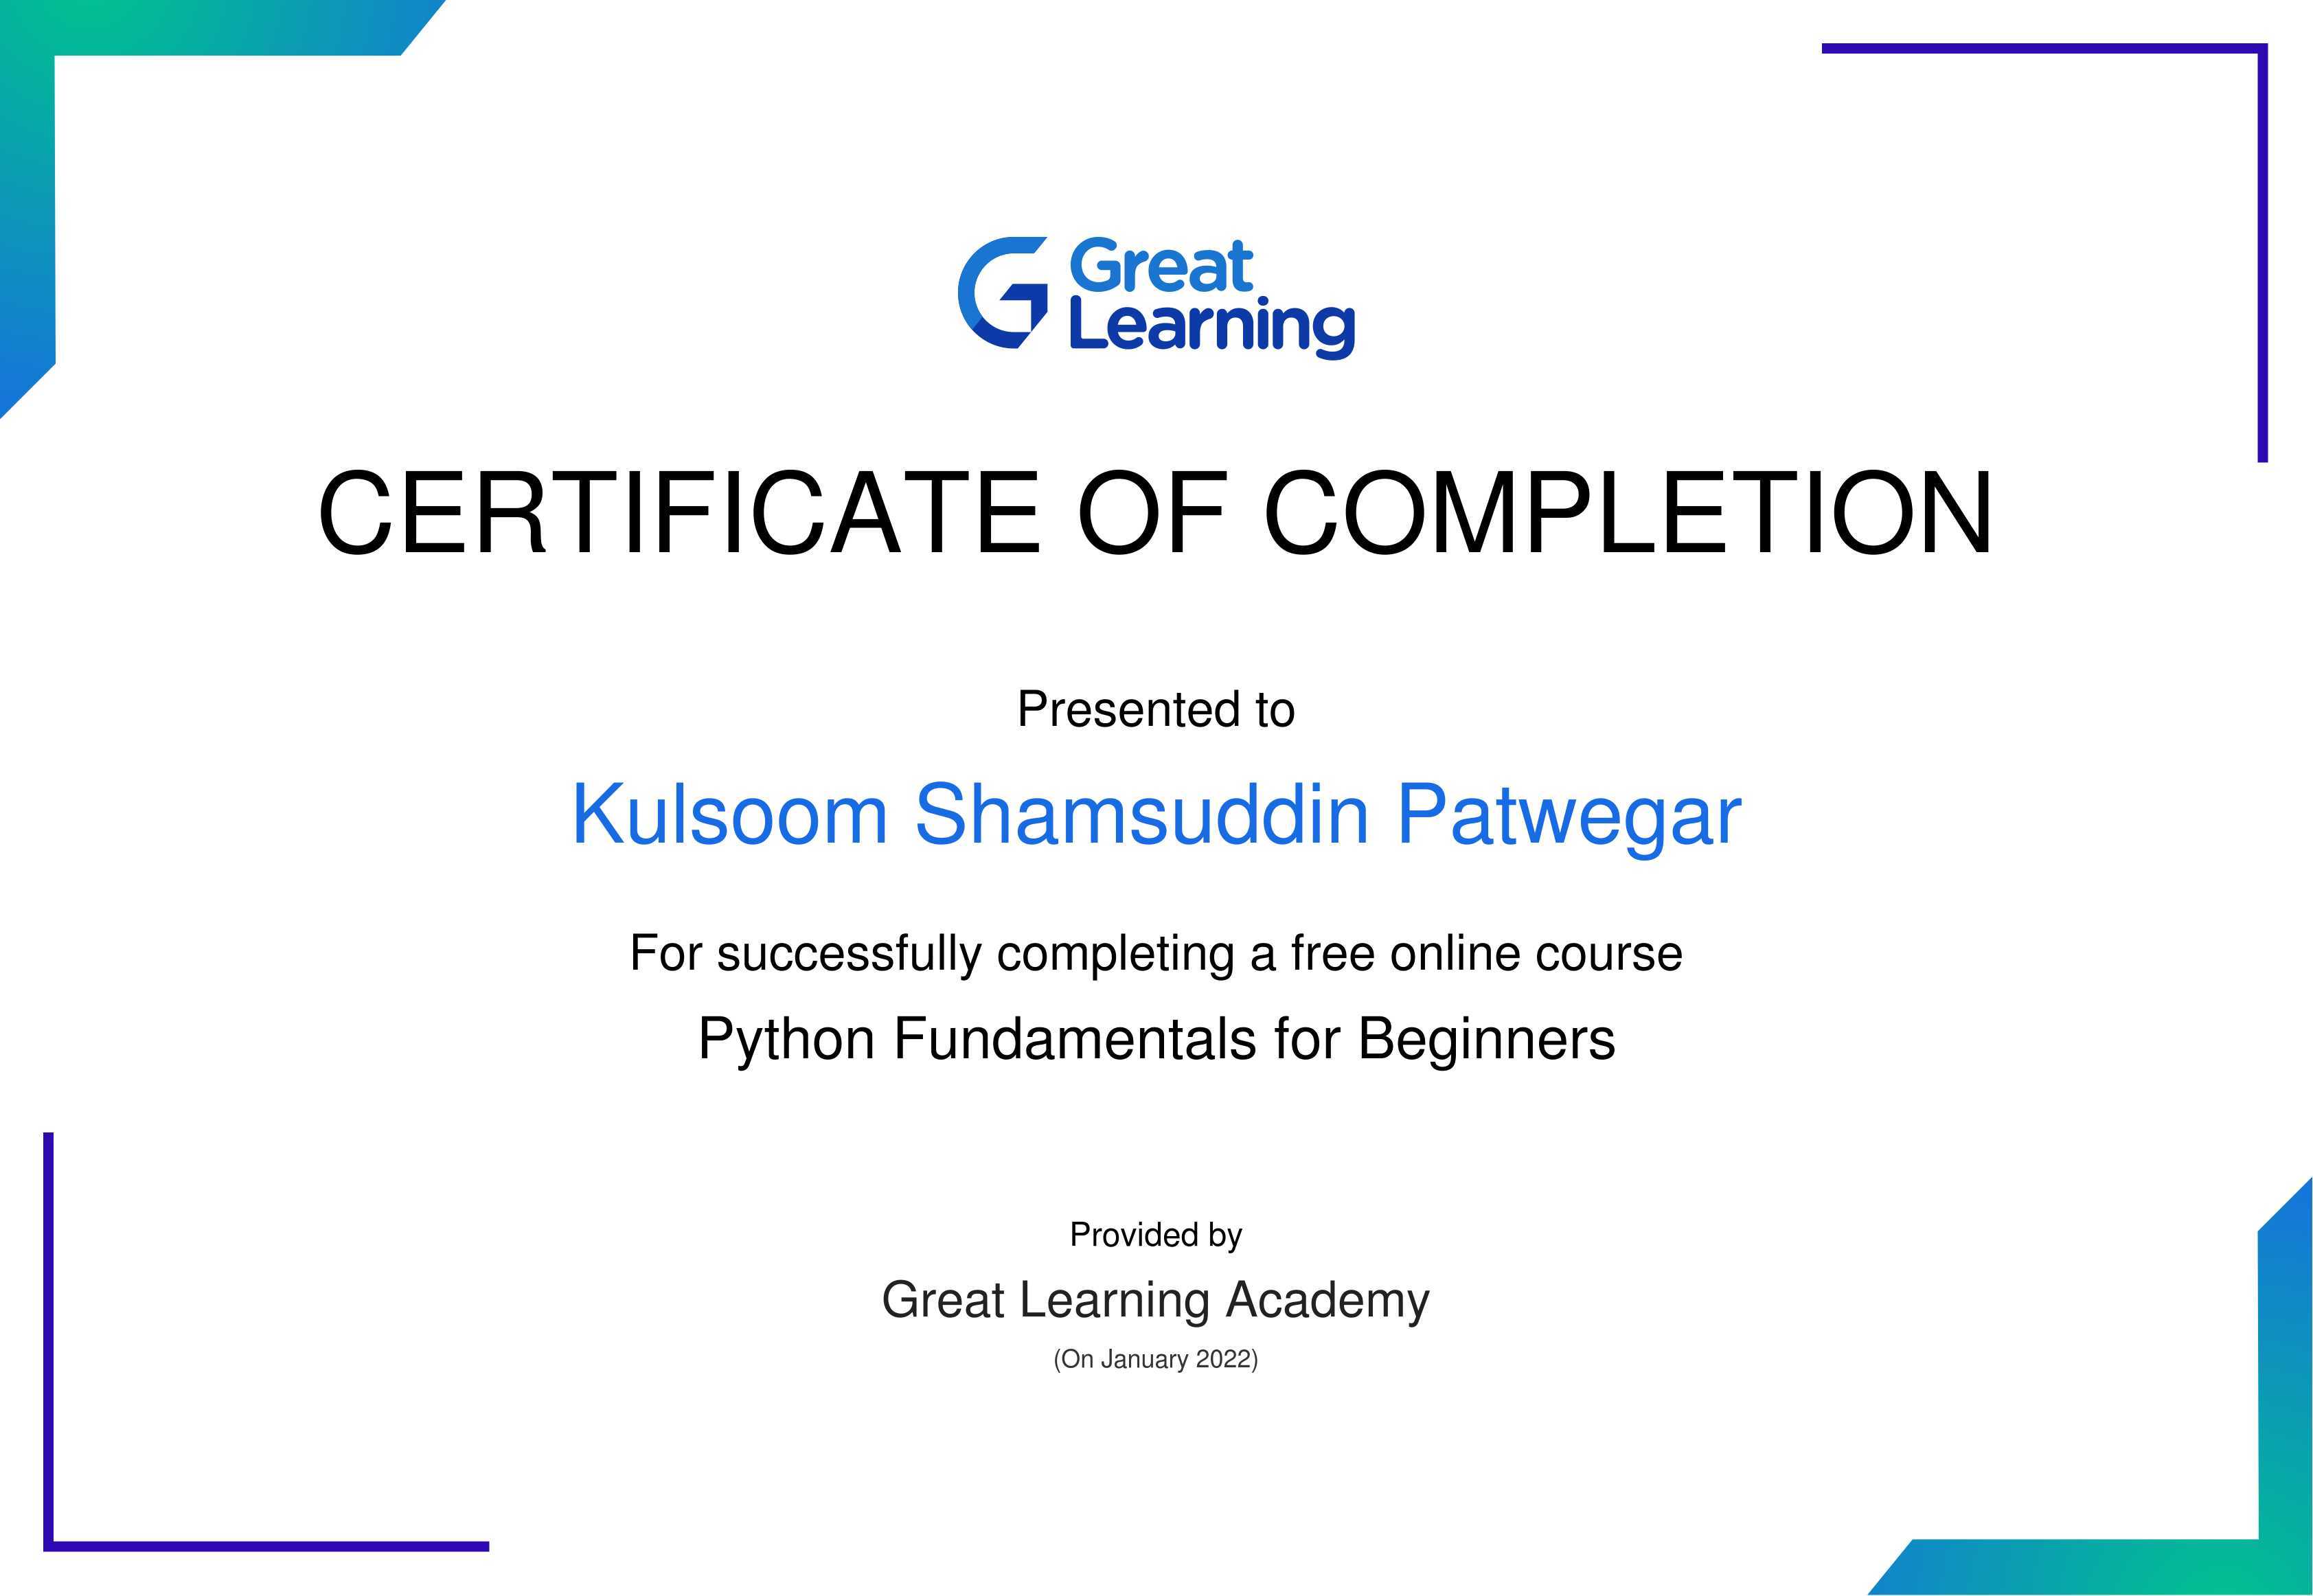 Great
Learning
CERTIFICATE OF COMPLETION
Presented to
Kulsoom Shamsuddin Patwegar
For successfully completing a free online course
Python Fundamentals for Beginners
Provided by
Great Learning Academy
(On January 2022)